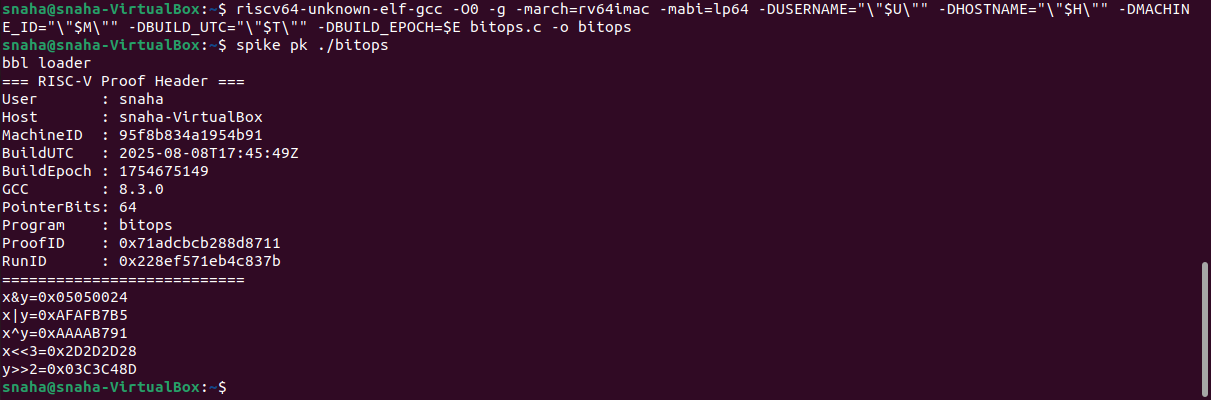 snaha@snaha-VirtualBox:~$ riscv64-unknown-elf-gcc -O0 -g -march=rv64imac -mabi=lp64 -DUSERNAME="\"$U\"" -DHOSTNAME="\"$H\"" -DMACHIN
E_ID="\"$M\"" -DBUILD_UTC="\"$T\"" -DBUILD_EPOCH=$E bitops.c -o bitops
snaha@snaha-VirtualBox:~$ spike pk ./bitops
bbl loader
=== RISC-V Proof Header ===
User       : snaha
Host       : snaha-VirtualBox
MachineID  : 95f8b834a1954b91
BuildUTC   : 2025-08-08T17:45:49Z
BuildEpoch : 1754675149
GCC        : 8.3.0
PointerBits: 64
Program    : bitops
ProofID    : 0x71adcbcb288d8711
RunID      : 0x228ef571eb4c837b
===========================
x&y=0x05050024
x|y=0xAFAFB7B5
x^y=0xAAAAB791
x<<3=0x2D2D2D28
y>>2=0x03C3C48D
snaha@snaha-VirtualBox:~$